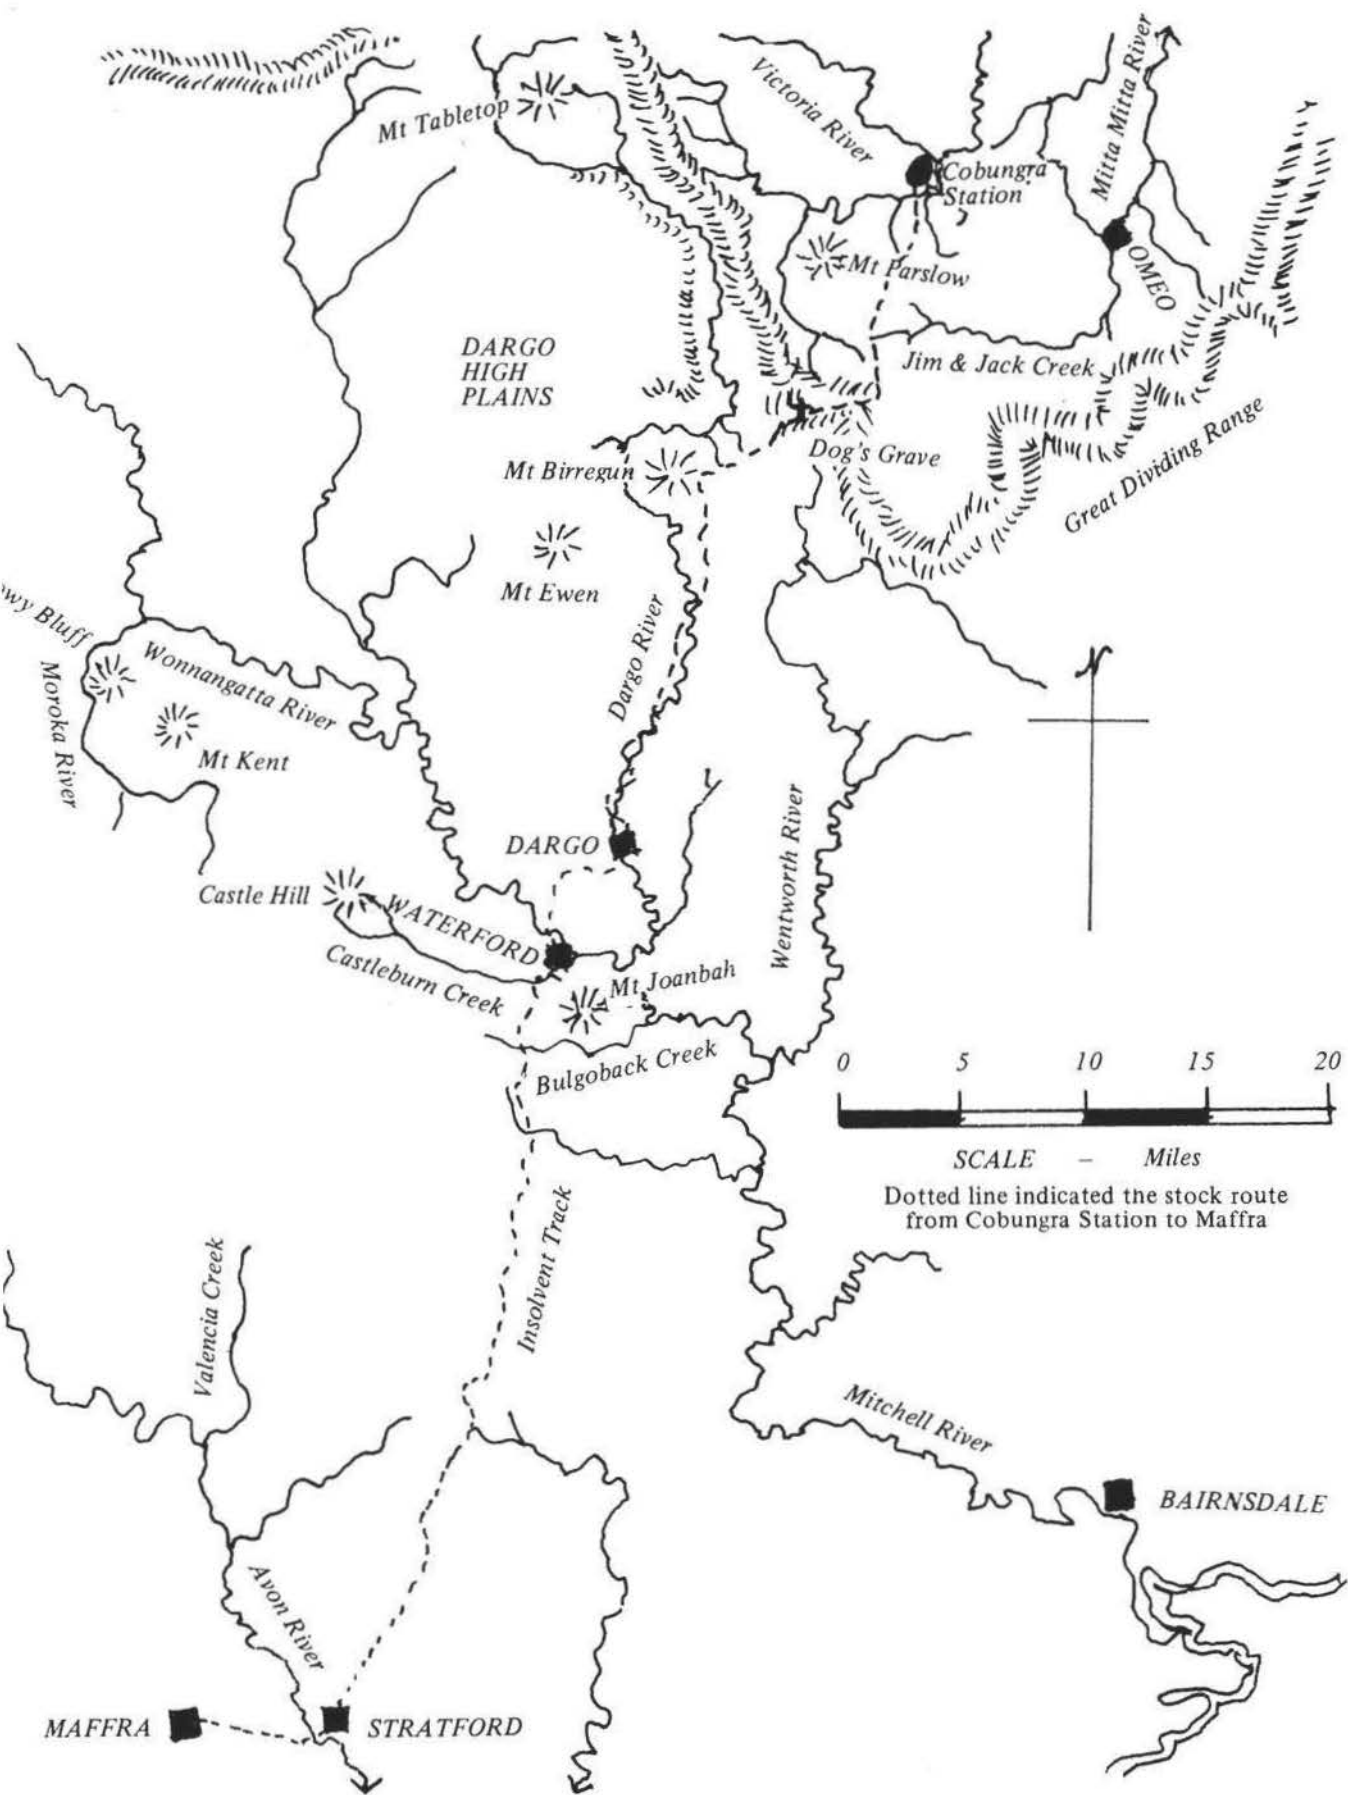 Victoria River
Mitta Mitta River
Mt Tabletop
Cobungra
Station
OMEO
Mt Parslow
DARGO
HIGH
PLAINS
Jim & Jack Creek
Great Dividing Range
Dog's Grave
Mt Birregun
Mt Ewen
Bluff
Wonnangatta River
Moroka River
Dargo River
N
Mt Kent
Wentworth River
DARGO
Castle Hill
WATERFORD
Castleburn Creek
Mt Joanbah
Bulgoback Creek
0 5 10 15 20
SCALE – Miles
Dotted line indicated the stock route
from Cobungra Station to Maffra
Insolvent Track
Valencia Creek
Mitchell River
BAIRNSDALE
Avon River
MAFFRA
STRATFORD